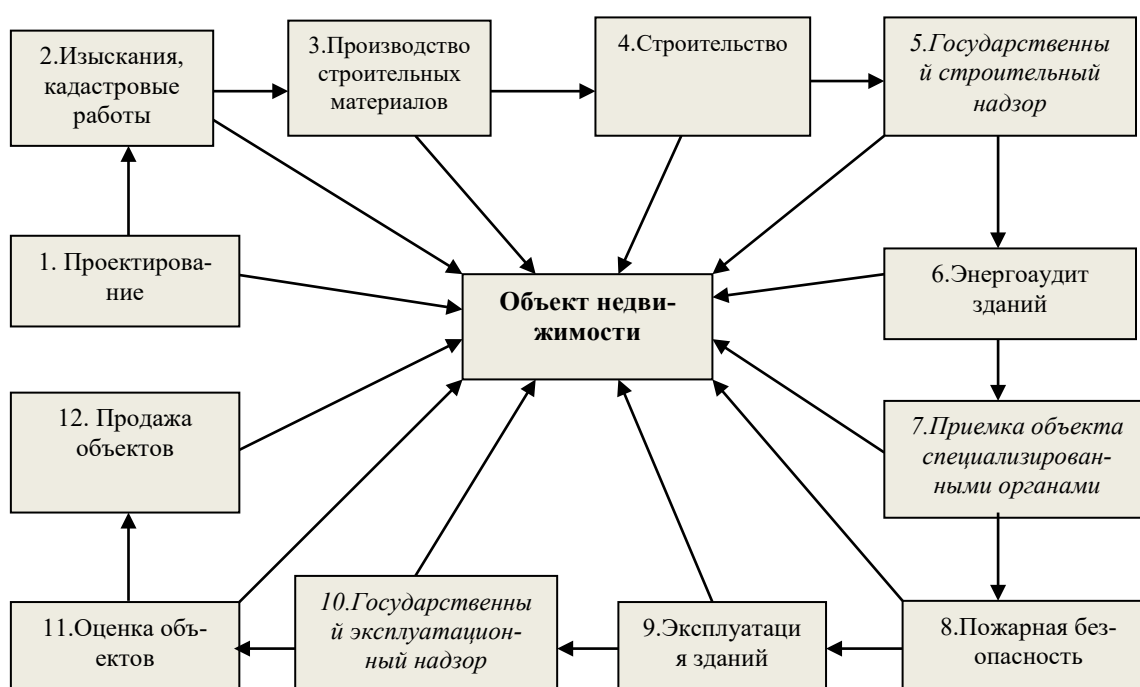 2.Изыскания,
кадастровые
работы
3.Производство
строительных
материалов
4.Строительство
5.Государственны
й строительный
надзор
1. Проектирова-
ние
Объект недви-
жимости
6.Энергоаудит
зданий
12. Продажа
объектов
7.Приемка объекта
специализирован-
ными органами
11.Оценка объ-
ектов
10.Государственны
й эксплуатацион-
ный надзор
9.Эксплуатаци
я зданий
8.Пожарная без-
опасность